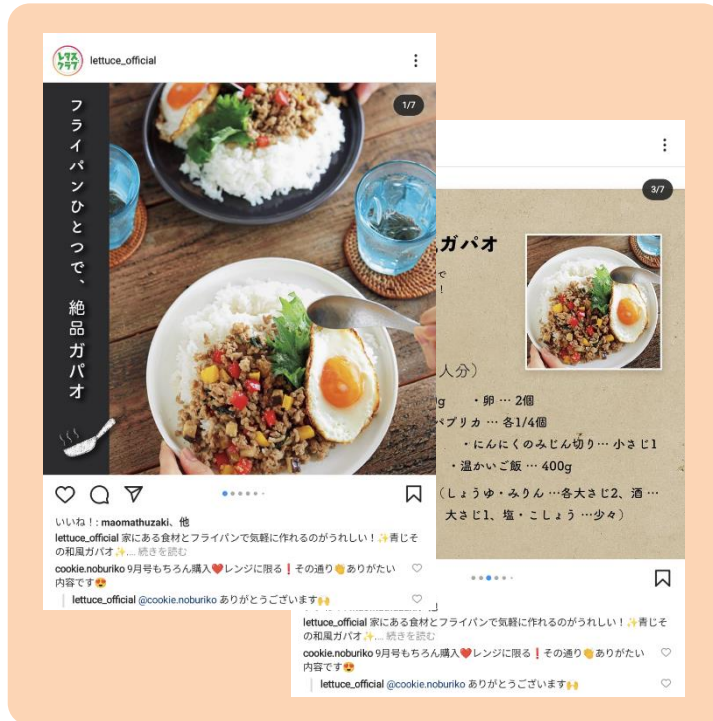 レタス
クラブ
lettuce_official
1/7
フライパンひとつで、絶品ガパオ
いいね！: maomathuzaki、他
lettuce_official 家にある食材とフライパンで気軽に作れるのがうれしい！✨青じそ
の和風ガパオ✨... 続きを読む
cookie.noburiko 9月号もちろん購入❤️レンジに限る❗その通り👏ありがたい
内容です😍
lettuce_official @cookie.noburiko ありがとうございます🙌
3/7
ガパオ
で
！
人分）
g ・卵 … 2個
パプリカ … 各1/4個
・にんにくのみじん切り… 小さじ1
・温かいご飯 … 400g
（しょうゆ・みりん …各大さじ2、酒 …
大さじ1、塩・こしょう …少々）
lettuce_official 家にある食材とフライパンで気軽に作れるのがうれしい！✨青じそ
の和風ガパオ✨... 続きを読む
cookie.noburiko 9月号もちろん購入❤️レンジに限る❗その通り👏ありがたい
内容です😍
lettuce_official @cookie.noburiko ありがとうございます🙌